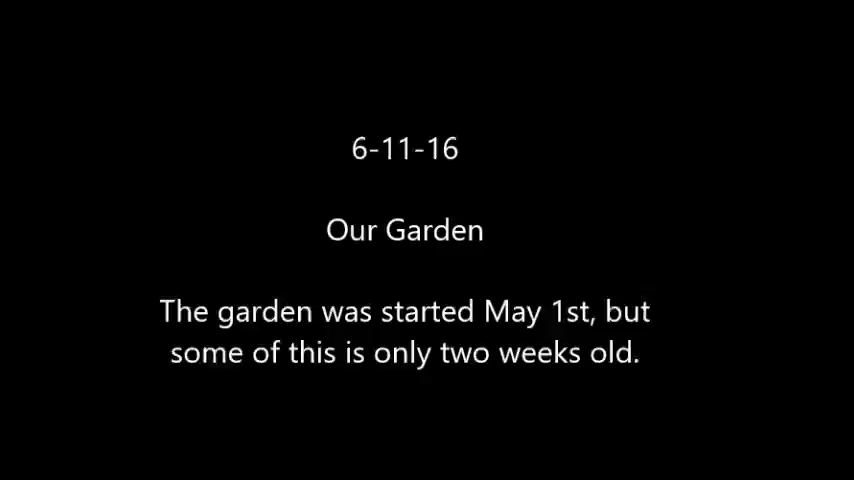 6-11-16
Our Garden
The garden was started May 1st, but
some of this is only two weeks old.